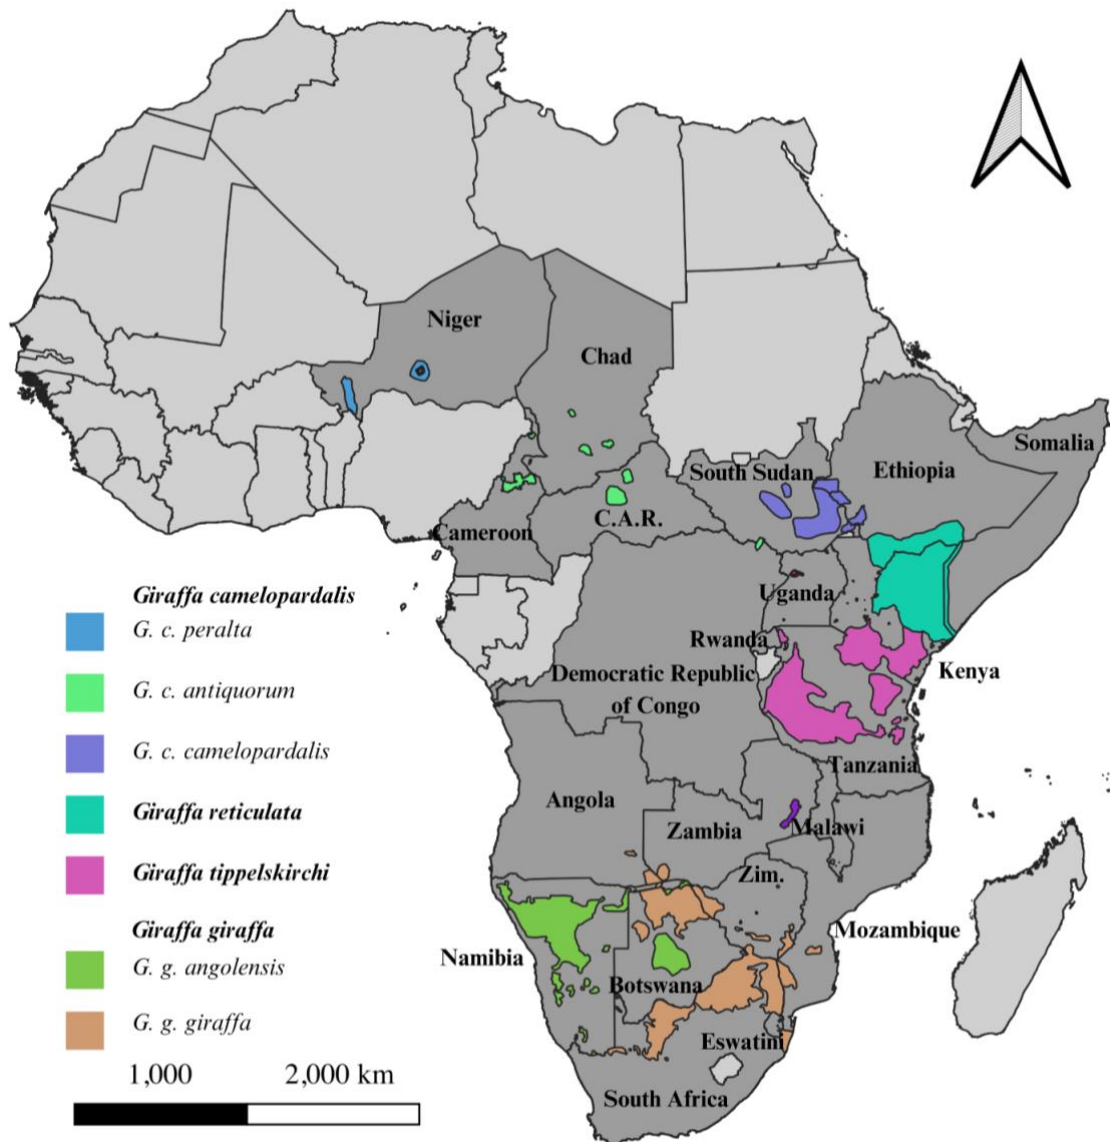 Niger
Chad
Somalia
South Sudan
Ethiopia
C.A.R.
Cameroon
Uganda
Rwanda
Democratic Republic
of Congo
Kenya
Tanzania
Angola
Zambia
Malawi
Zim.
Mozambique
Namibia
Botswana
Eswatini
South Africa
Giraffa camelopardalis
G. c. peralta
G. c. antiquorum
G. c. camelopardalis
Giraffa reticulata
Giraffa tippelskirchi
Giraffa giraffa
G. g. angolensis
G. g. giraffa
1,000 2,000 km